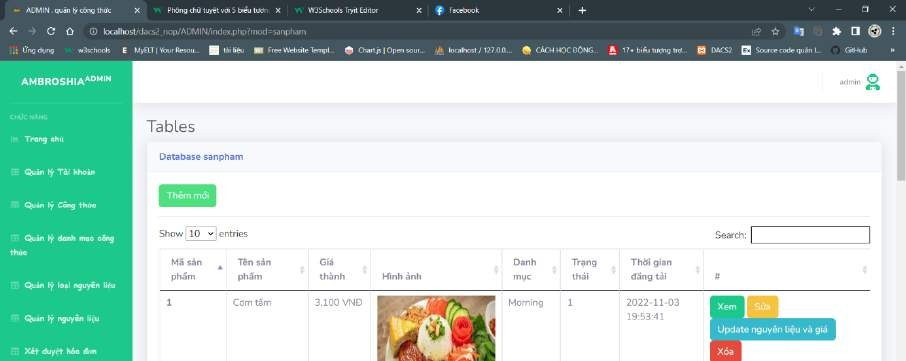 ADMIN - quản lý công thức
Phông chữ tuyệt với 5 biểu tượn
W3Schools Tryit Editor
Facebook
localhost/dacs2_nop/ADMIN/index.php?mod=sanpham
Ứng dụng
w3schools
MyELT | (Your Resou...
tài liệu
Free Website Templ...
Chart.js | Open sour...
localhost / 127.0.0....
CÁCH HOẠT ĐỘNG...
17+ biểu tượng trơ...
DACS2
Source code quản l...
GitHub
»
AMBROSHIA ADMIN
admin
CHỨC NĂNG
Trang chủ
Quản lý Tài khoản
Quản lý Công thức
Quản lý danh mục công
thức
Quản lý loại nguyên liệu
Quản lý nguyên liệu
Xét duyệt hóa đơn
Tables
Database sanpham
Thêm mới
Show 10 entries
Search:
Mã sản
phẩm
Tên sản
phẩm
Giá
thành
Hình ảnh
Danh
mục
Trạng
thái
Thời gian
đăng tải
#
1
Cơm tấm
3,100 VNĐ
Morning
1
2022-11-03
19:53:41
Xem
Sửa
Update nguyên liệu và giá
Xóa